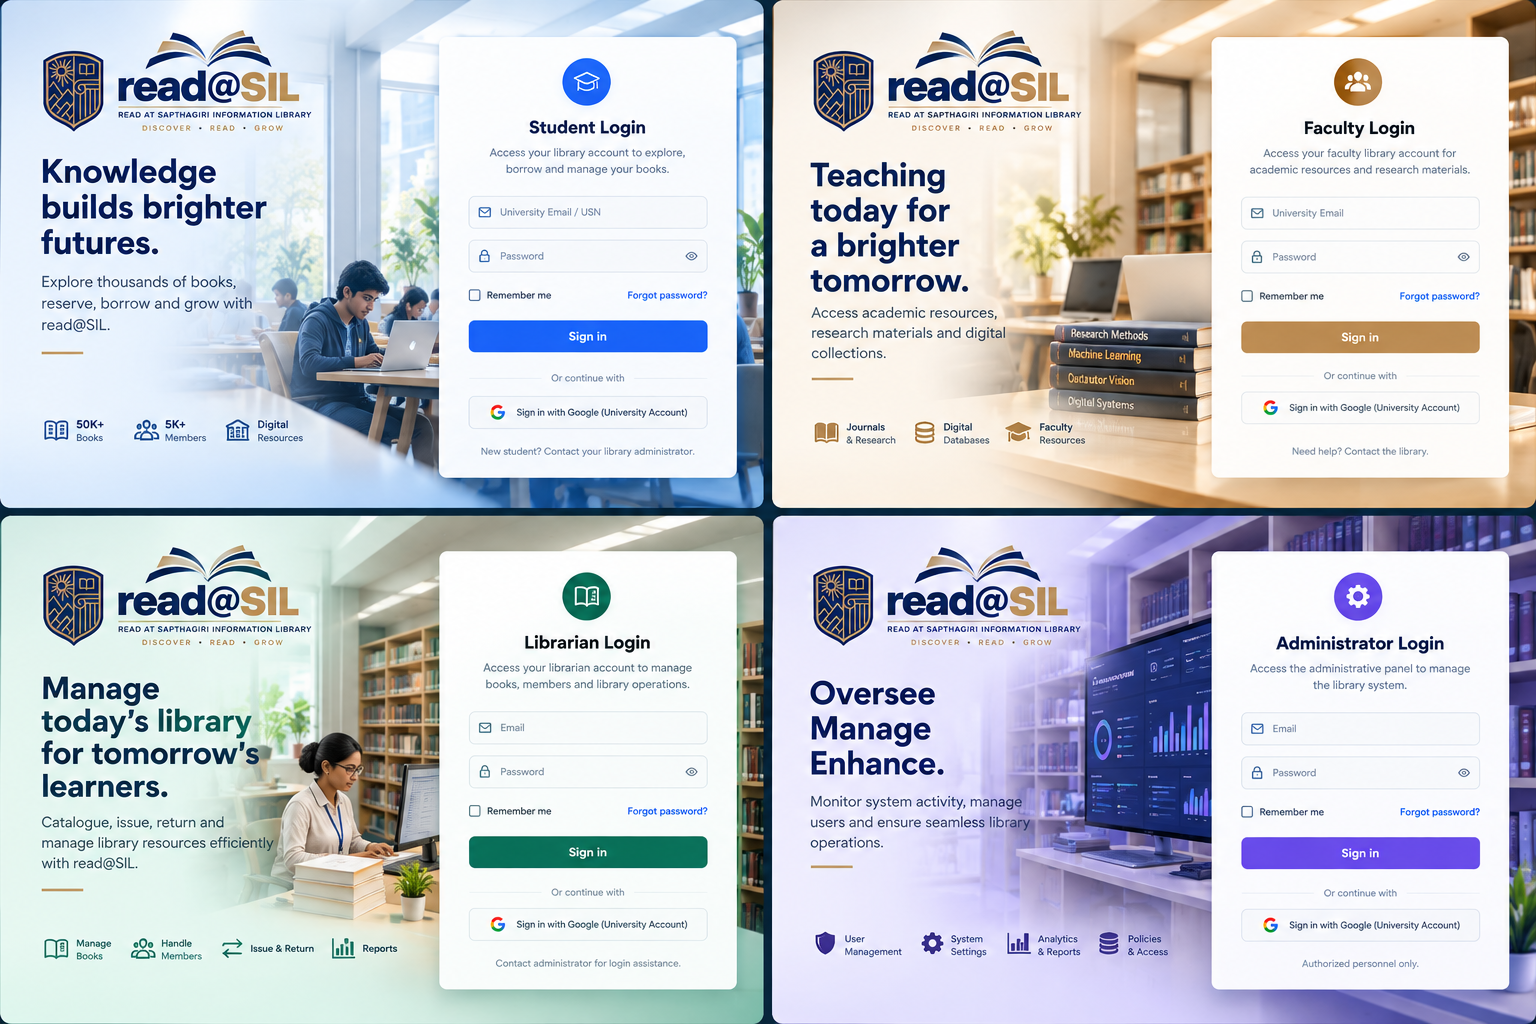 read@SIL
READ AT SAPTHAGIRI INFORMATION LIBRARY
DISCOVER • READ • GROW
Knowledge
builds brighter
futures.
Explore thousands of books,
reserve, borrow and grow with
read@SIL.
50K+
Books
5K+
Members
Digital
Resources
Student Login
Access your library account to explore,
borrow and manage your books.
University Email / USN
Password
Remember me
Forgot password?
Sign in
Or continue with
Sign in with Google (University Account)
New student? Contact your library administrator.
read@SIL
READ AT SAPTHAGIRI INFORMATION LIBRARY
DISCOVER • READ • GROW
Teaching
today for
a brighter
tomorrow.
Access academic resources,
research materials and digital
collections.
Research Methods
Machine Learning
Vision
Digital Systems
Journals
& Research
Digital
Databases
Faculty
Resources
Faculty Login
Access your faculty library account for
academic resources and research materials.
University Email
Password
Remember me
Forgot password?
Sign in
Or continue with
Sign in with Google (University Account)
Need help? Contact the library.
read@SIL
READ AT SAPTHAGIRI INFORMATION LIBRARY
DISCOVER • READ • GROW
Manage
today's library
for tomorrow's
learners.
Catalogue, issue, return and
manage library resources efficiently
with read@SIL.
Manage
Books
Handle
Members
Issue & Return
Reports
Librarian Login
Access your librarian account to manage
books, members and library operations.
Email
Password
Remember me
Forgot password?
Sign in
Or continue with
Sign in with Google (University Account)
Contact administrator for login assistance.
read@SIL
READ AT SAPTHAGIRI INFORMATION LIBRARY
DISCOVER • READ • GROW
Oversee
Manage
Enhance.
Monitor system activity, manage
users and ensure seamless library
operations.
User
Management
System
Settings
Analytics
& Reports
Policies
& Access
Administrator Login
Access the administrative panel to manage
the library system.
Email
Password
Remember me
Forgot password?
Sign in
Or continue with
Sign in with Google (University Account)
Authorized personnel only.